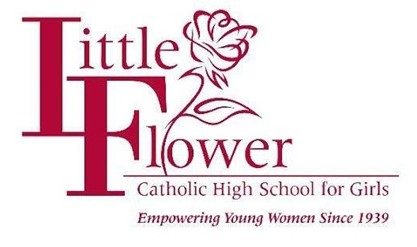 Little
Flower
Catholic High School for Girls
Empowering Young Women Since 1939